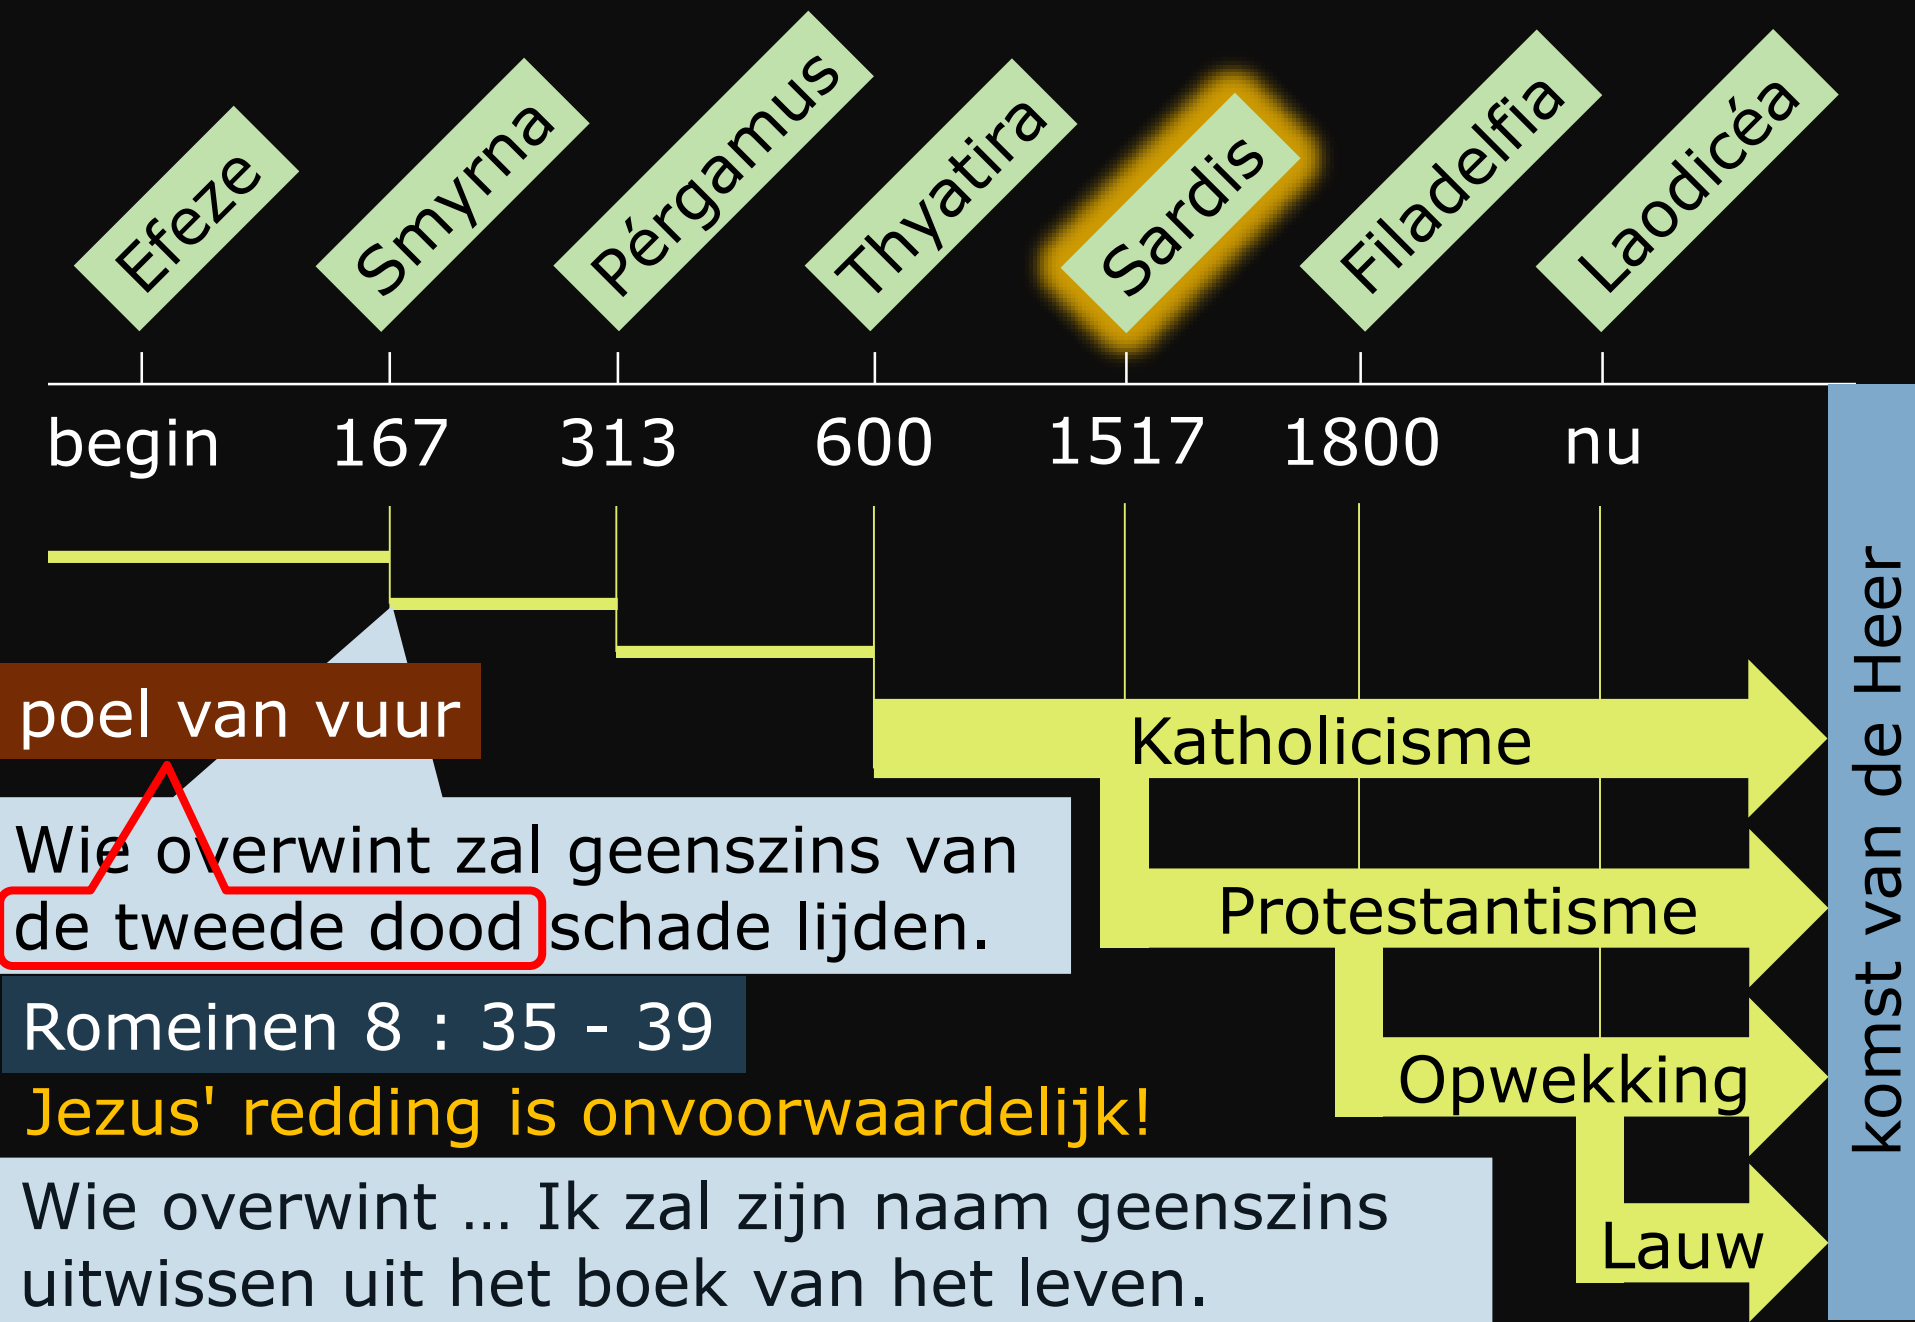 Efeze
Smyrna
Pérgamus
Thyatira
Sardis
Filadelfia
Laodicéa
begin
167
313
600
1517
1800
nu
komst van de Heer
poel van vuur
Katholicisme
Wie overwint zal geenszins van
de tweede dood schade lijden.
Protestantisme
Romeinen 8 : 35 - 39
Opwekking
Jezus' redding is onvoorwaardelijk!
Wie overwint … Ik zal zijn naam geenszins
uitwissen uit het boek van het leven.
Lauw